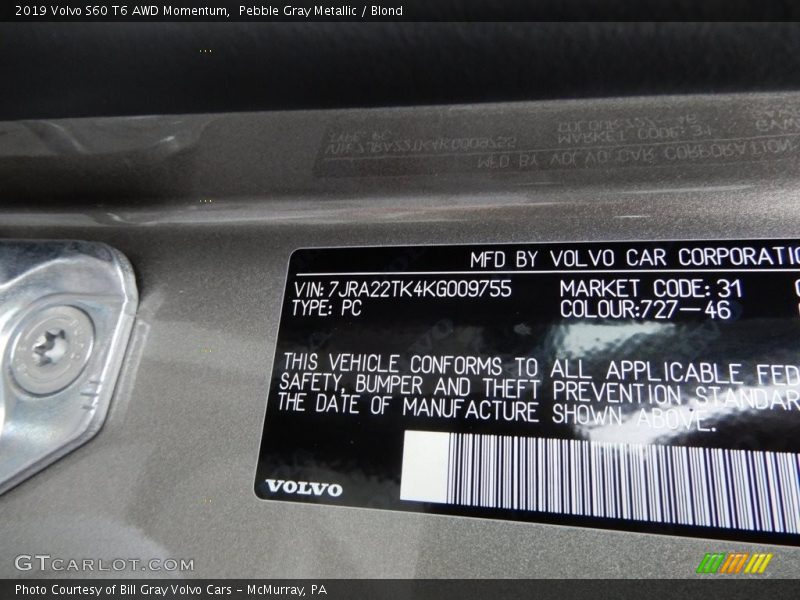 2019 Volvo S60 T6 AWD Momentum,  Pebble Gray Metallic / Blond
MFD BY VOLVO CAR CORPORATIO
VIN: 7JRA22TK4KG009755
MARKET CODE: 31
TYPE: PC
COLOUR:727-46
THIS VEHICLE CONFORMS TO ALL APPLICABLE FED
SAFETY, BUMPER AND THEFT PREVENTION STANDAR
THE DATE OF MANUFACTURE SHOWN ABOVE.
VOLVO
GTCARLOT.COM
Photo Courtesy of Bill Gray Volvo Cars - McMurray, PA